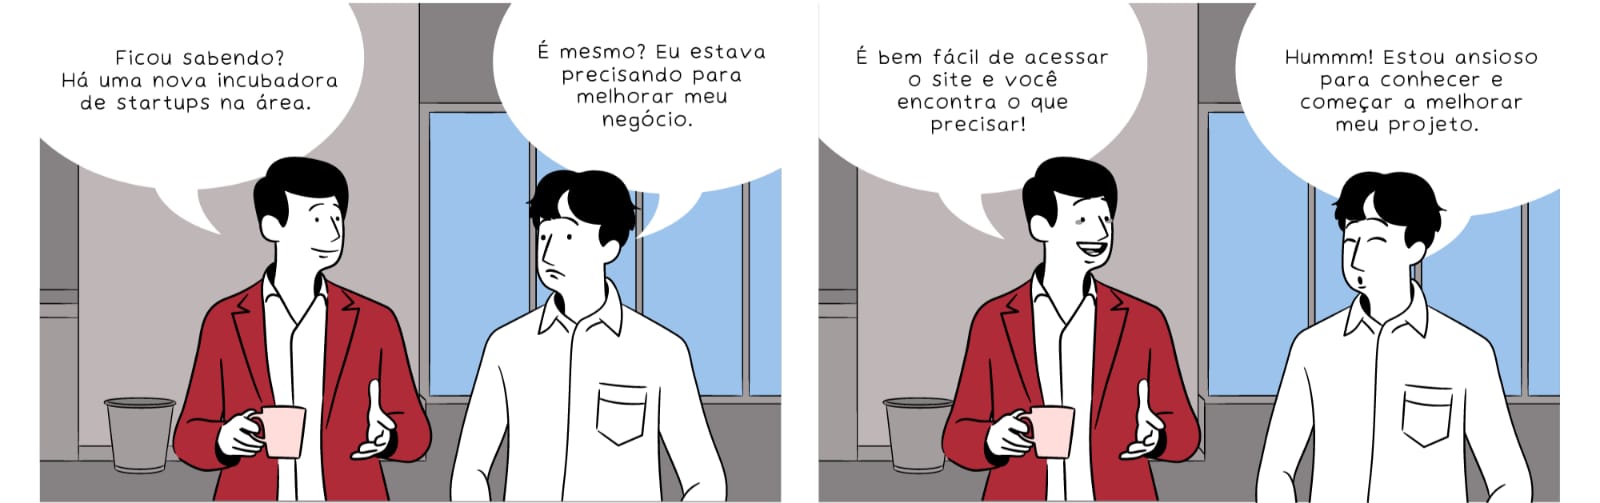 Ficou sabendo?
Há uma nova incubadora
de startups na área.
É mesmo? Eu estava
precisando para
melhorar meu
negócio.
É bem fácil de acessar
o site e você
encontra o que
precisar!
Hummm! Estou ansioso
para conhecer e
começar a melhorar
meu projeto.